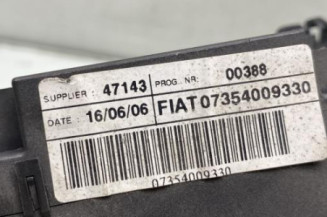 SUPPLIER : 47143 PROG. NR: 00388
DATE 16/06/06 FIAT 07354009330
07354009330